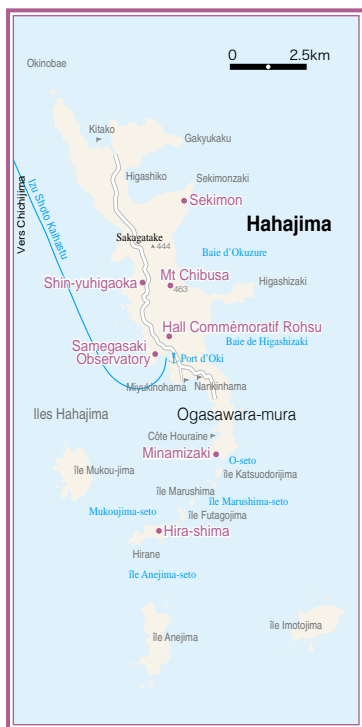 0 2.5km
Okinobae
Kitako
Gakyukaku
Higashiko
Sekimonzaki
Sekimon
Izu Shoto Kaihastu
Vers Chichijima
Hahajima
Sakagatake
444
Baie d'Okuzure
Mt Chibusa
463
Shin-yuhigaoka
Higashizaki
Hall Commémoratif Rohsu
Baie de Higashizaki
Samegasaki
Observatory
Port d'Oki
Miyukinohama
Nankinhama
Iles Hahajima
Ogasawara-mura
Côte Houraine
Minamizaki
O-seto
île Mukou-jima
île Katsuodorijima
île Marushima
île Marushima-seto
Mukoujima-seto
île Futagojima
Hira-shima
Hirane
île Anejima-seto
île Imotojima
île Anejima